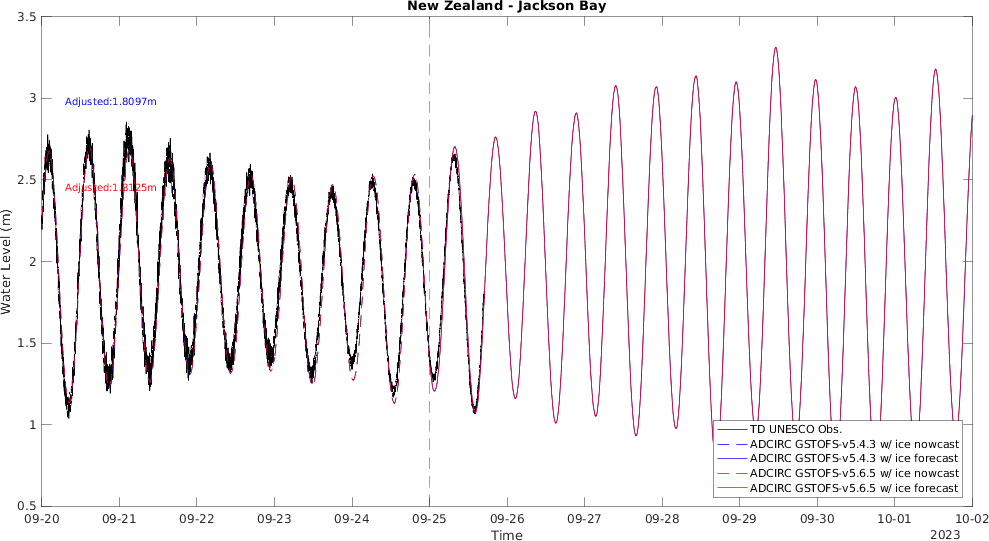 New Zealand - Jackson Bay
3.5
3
2.5
2
1.5
1
0.5
Water Level (m)
Adjusted:1.8097m
Adjusted:1.8125m
TD UNESCO Obs.
ADCIRC GSTOFS-v5.4.3 w/ ice nowcast
ADCIRC GSTOFS-v5.4.3 w/ ice forecast
ADCIRC GSTOFS-v5.6.5 w/ ice nowcast
ADCIRC GSTOFS-v5.6.5 w/ ice forecast
09-20 09-21 09-22 09-23 09-24 09-25 09-26 09-27 09-28 09-29 09-30 10-01 10-02
Time
2023